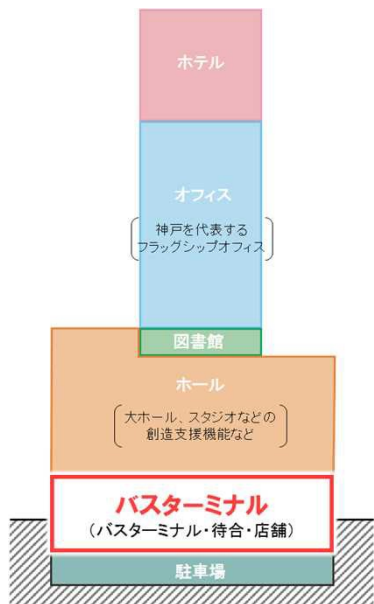 ホテル
オフィス
神戸を代表する
フラッグシップオフィス
図書館
ホール
大ホール、スタジオなどの
創造支援機能など
バスターミナル
（バスターミナル・待合・店舗）
駐車場